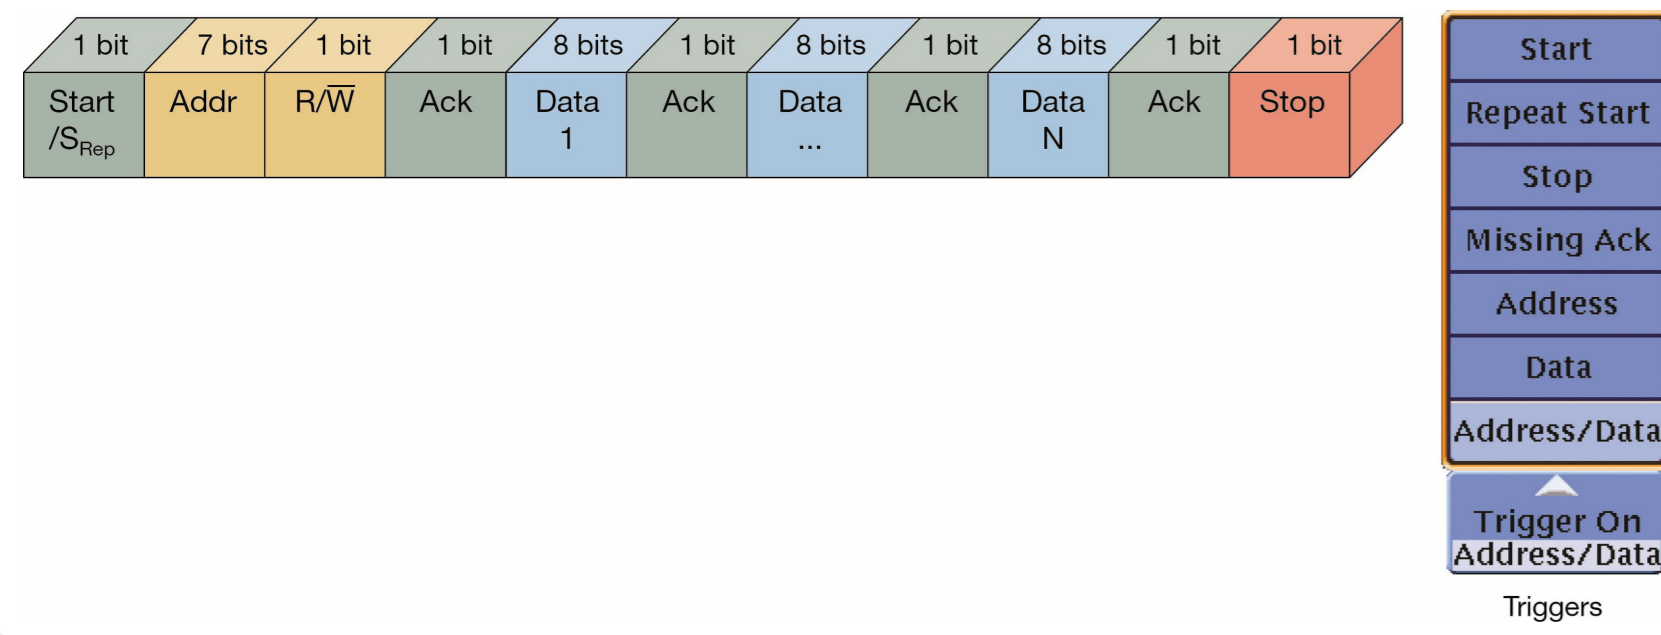 1 bit 7 bits 1 bit 1 bit 8 bits 1 bit 8 bits 1 bit 8 bits 1 bit 1 bit
Start Addr R/W̅ Ack Data Ack Data Ack Data Ack Stop
/SRep 1 ... N
Start
Repeat Start
Stop
Missing Ack
Address
Data
Address/Data
Trigger On
Address/Data
Triggers